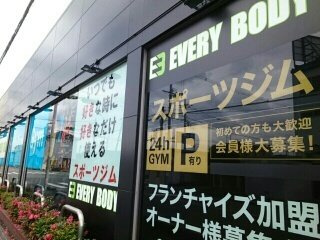 いつでも
好きな時に
好きなだけ
使える
スポーツジム
EVERY BODY
EVERY BODY
スポーツジム
24h
GYM
P
有り
初めての方も大歓迎
会員様大募集!
フランチャイズ加盟
オーナー様募集